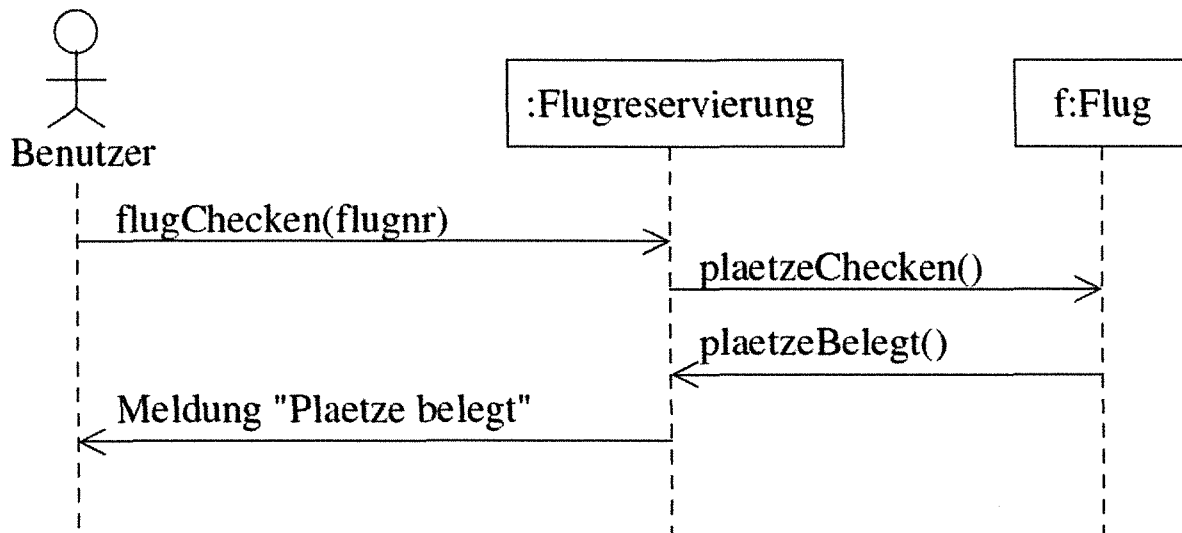 :Flugreservierung
f:Flug
Benutzer
flugChecken(flugnr)
plaetzeChecken()
plaetzeBelegt()
Meldung "Plaetze belegt"